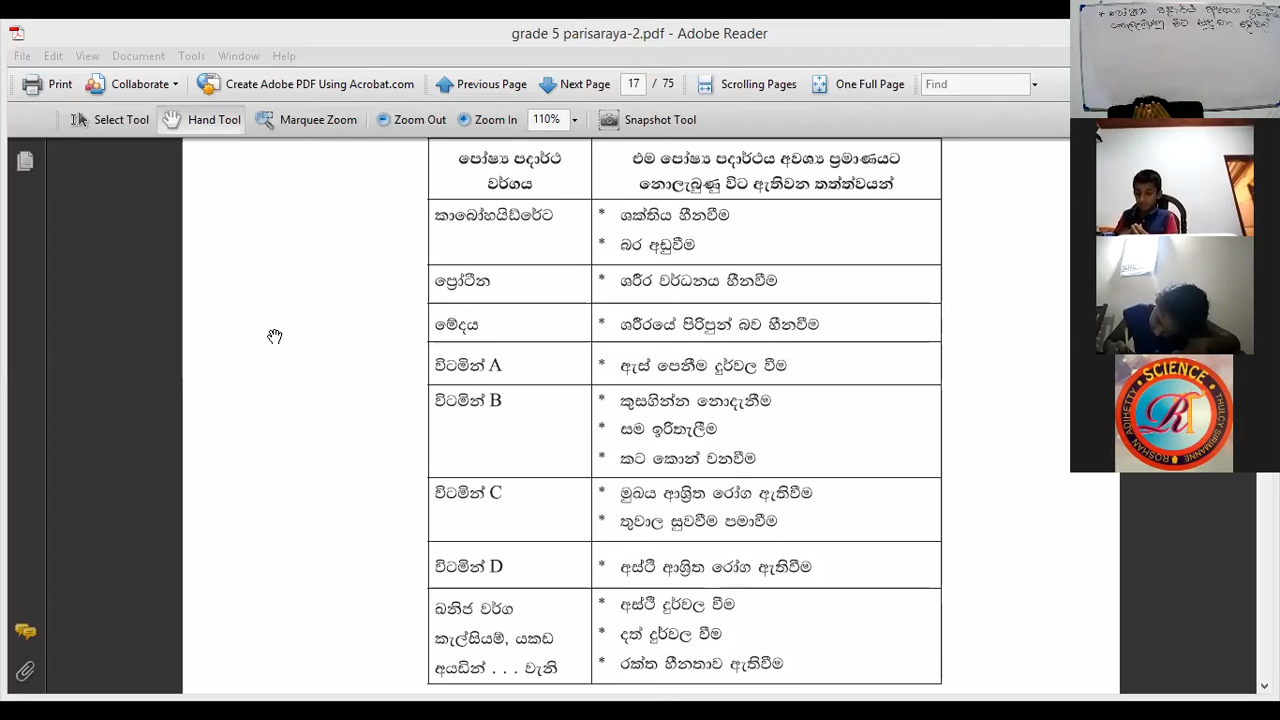 grade 5 parisaraya-2.pdf - Adobe Reader
File Edit View Document Tools Window Help
Print Collaborate Create Adobe PDF Using Acrobat.com Previous Page Next Page 17 / 75 Scrolling Pages One Full Page Find
Select Tool Hand Tool Marquee Zoom Zoom Out Zoom In 110% Snapshot Tool
පෝෂ්‍ය පදාර්ථ වර්ගය
එම පෝෂ්‍ය පදාර්ථය අවශ්‍ය ප්‍රමාණයට
නොලැබුණු විට ඇතිවන තත්ත්වයන්
කාබෝහයිඩ්රේට
* ශක්තිය හීනවීම
* බර අඩුවීම
ප්‍රෝටීන
* ශරීර වර්ධනය හීනවීම
මේදය
* ශරීරයේ පිරිපුන් බව හීනවීම
විටමින් A
* ඇස් පෙනීම දුර්වල වීම
විටමින් B
* කුසගින්න නොදැනීම
* සම ඉරිතැලීම
* කට කොන් වනවීම
විටමින් C
* මුඛය ආශ්‍රිත රෝග ඇතිවීම
* තුවාල සුවවීම පමාවීම
විටමින් D
* අස්ථි ආශ්‍රිත රෝග ඇතිවීම
ඛනිජ වර්ග
කැල්සියම්, යකඩ
අයඩින් . . . වැනි
* අස්ථි දුර්වල වීම
* දත් දුර්වල වීම
* රක්ත හීනතාව ඇතිවීම
SCIENCE
ROSHAN ADIHETTY
THULCY SIRIMANNE
RT